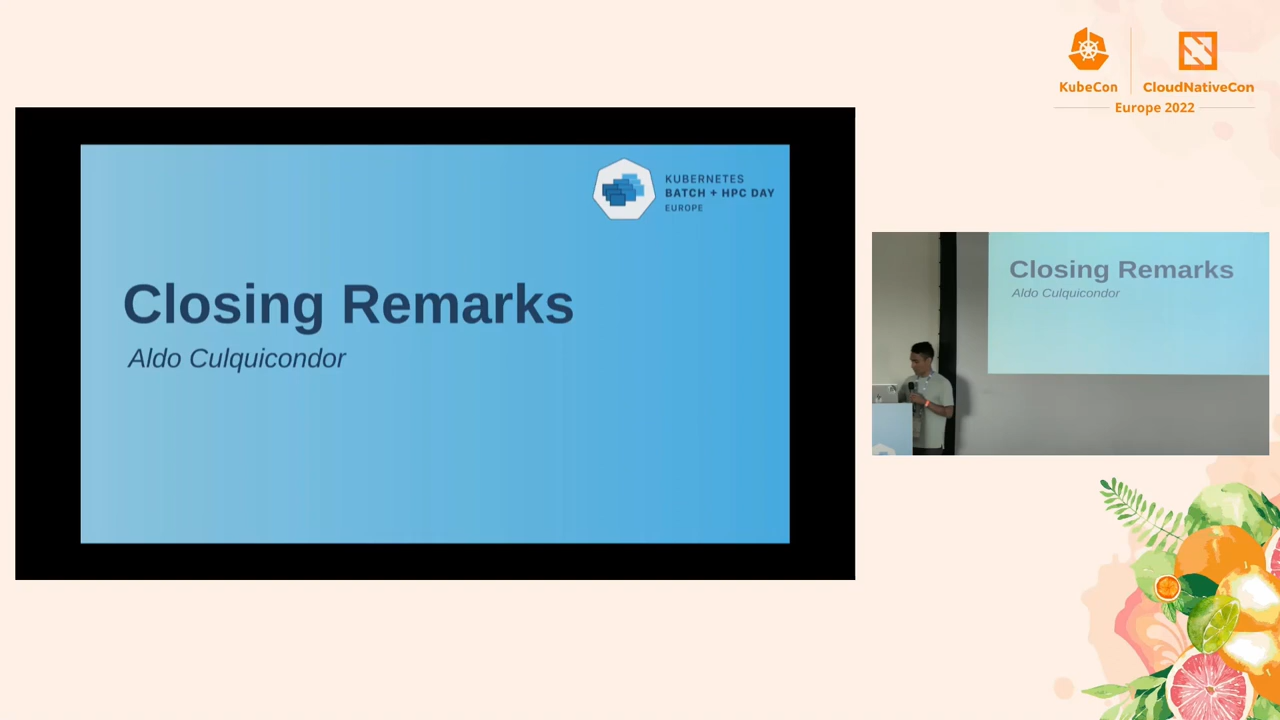 KubeCon
CloudNativeCon
Europe 2022
KUBERNETES
BATCH + HPC DAY
EUROPE
Closing Remarks
Aldo Culquicondor
Closing Remarks
Aldo Culquicondor